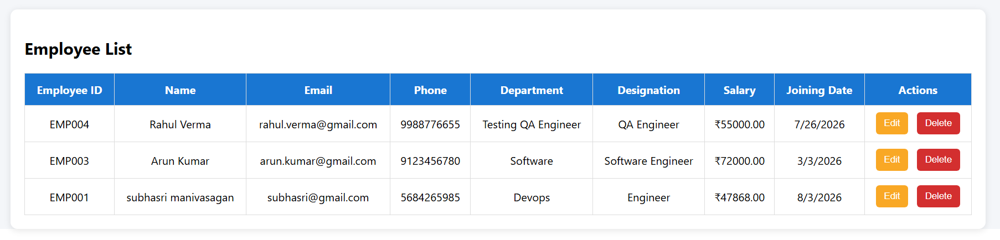 Employee List
Employee ID Name Email Phone Department Designation Salary Joining Date Actions
EMP004 Rahul Verma rahul.verma@gmail.com 9988776655 Testing QA Engineer QA Engineer ₹55000.00 7/26/2026 Edit Delete
EMP003 Arun Kumar arun.kumar@gmail.com 9123456780 Software Software Engineer ₹72000.00 3/3/2026 Edit Delete
EMP001 subhasri manivasagan subhasri@gmail.com 5684265985 Devops Engineer ₹47868.00 8/3/2026 Edit Delete